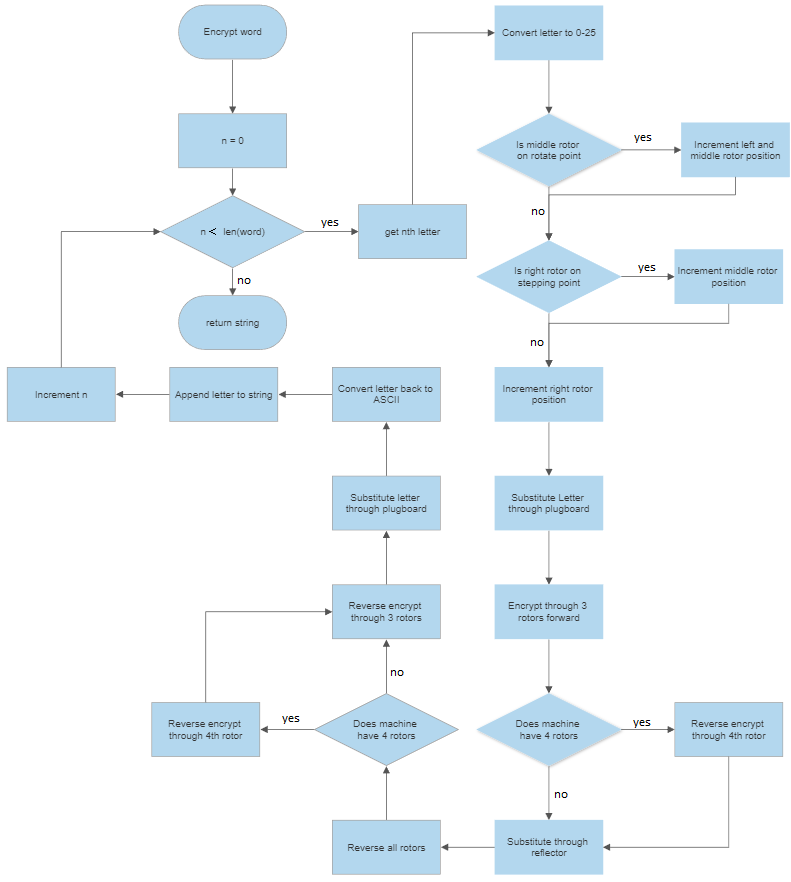 Encrypt word
n = 0
n < len(word)
yes
no
return string
get nth letter
Convert letter to 0-25
Is middle rotor
on rotate point
yes
Increment left and
middle rotor position
no
Is right rotor on
stepping point
yes
Increment middle rotor
position
no
Increment right rotor
position
Substitute Letter
through plugboard
Encrypt through 3
rotors forward
Does machine
have 4 rotors
yes
Reverse encrypt
through 4th rotor
no
Substitute through
reflector
Reverse all rotors
Does machine
have 4 rotors
yes
Reverse encrypt
through 4th rotor
no
Reverse encrypt
through 3 rotors
Substitute letter
through plugboard
Convert letter back to
ASCII
Append letter to string
Increment n